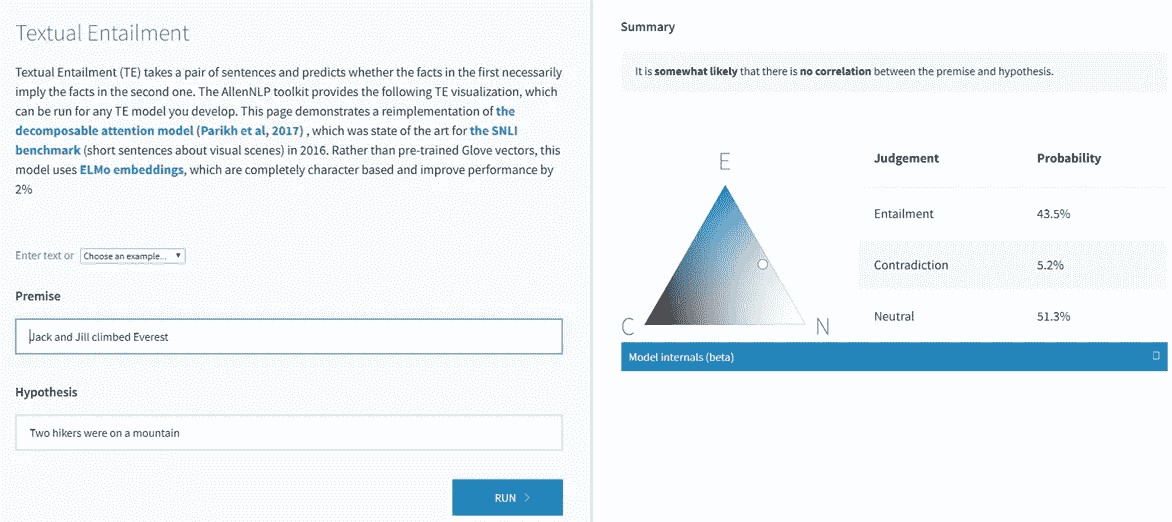 Textual Entailment
Textual Entailment (TE) takes a pair of sentences and predicts whether the facts in the first necessarily
imply the facts in the second one. The AllenNLP toolkit provides the following TE visualization, which
can be run for any TE model you develop. This page demonstrates a reimplementation of the
decomposable attention model (Parikh et al, 2017) , which was state of the art for the SNLI
benchmark (short sentences about visual scenes) in 2016. Rather than pre-trained Glove vectors, this
model uses ELMo embeddings, which are completely character based and improve performance by
2%
Enter text or Choose an example...
Premise
Jack and Jill climbed Everest
Hypothesis
Two hikers were on a mountain
RUN
Summary
It is somewhat likely that there is no correlation between the premise and hypothesis.
E
C
N
Judgement Probability
Entailment 43.5%
Contradiction 5.2%
Neutral 51.3%
Model internals (beta)